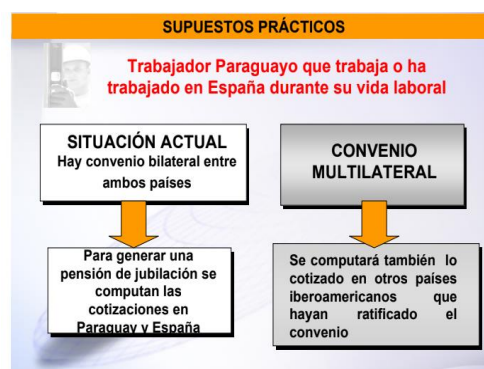 SUPUESTOS PRÁCTICOS
Trabajador Paraguayo que trabaja o ha
trabajado en España durante su vida laboral
SITUACIÓN ACTUAL
Hay convenio bilateral entre
ambos países
Para generar una
pensión de jubilación se
computan las
cotizaciones en
Paraguay y España
CONVENIO
MULTILATERAL
Se computará también lo
cotizado en otros países
iberoamericanos que
hayan ratificado el
convenio